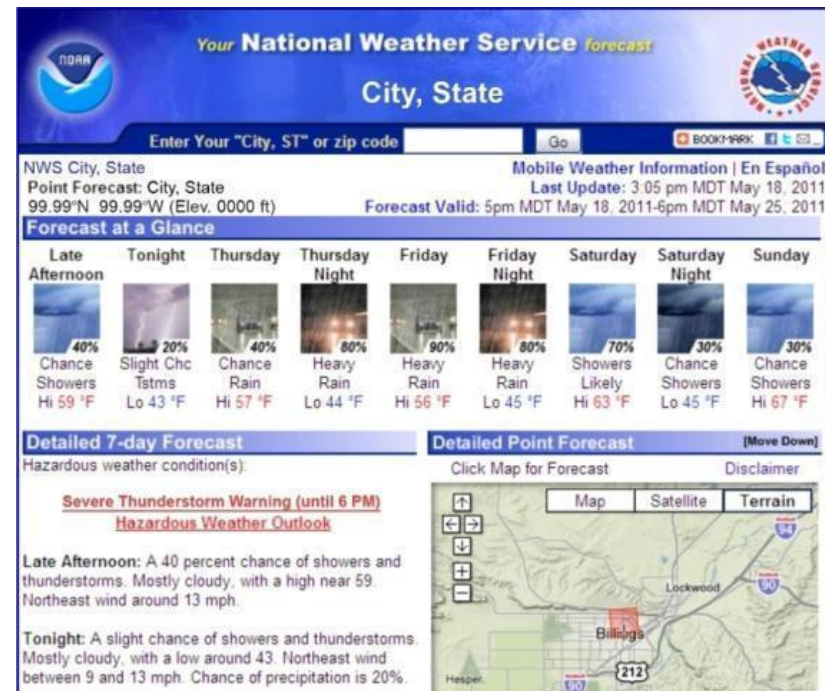 NOAA
Your National Weather Service forecast
City, State
NATIONAL WEATHER SERVICE
Enter Your "City, ST" or zip code
Go
BOOKMARK
NWS City, State
Mobile Weather Information | En Español
Point Forecast: City, State
Last Update: 3:05 pm MDT May 18, 2011
99.99°N 99.99°W (Elev. 0000 ft)
Forecast Valid: 5pm MDT May 18, 2011-6pm MDT May 25, 2011
Forecast at a Glance
Late Afternoon
Tonight
Thursday
Thursday Night
Friday
Friday Night
Saturday
Saturday Night
Sunday
40% 20% 40% 80% 90% 80% 70% 30% 30%
Chance Showers
Slight Chc Tstms
Chance Rain
Heavy Rain
Heavy Rain
Heavy Rain
Showers Likely
Chance Showers
Chance Showers
Hi 59 °F Lo 43 °F Hi 57 °F Lo 44 °F Hi 56 °F Lo 45 °F Hi 63 °F Lo 45 °F Hi 67 °F
Detailed 7-day Forecast
Hazardous weather condition(s):
Severe Thunderstorm Warning (until 6 PM)
Hazardous Weather Outlook
Late Afternoon: A 40 percent chance of showers and
thunderstorms. Mostly cloudy, with a high near 59.
Northeast wind around 13 mph.
Tonight: A slight chance of showers and thunderstorms.
Mostly cloudy, with a low around 43. Northeast wind
between 9 and 13 mph. Chance of precipitation is 20%.
Detailed Point Forecast
[Move Down]
Click Map for Forecast
Disclaimer
Map
Satellite
Terrain
94
Lockwood
90
Billings
212
Hesper
90